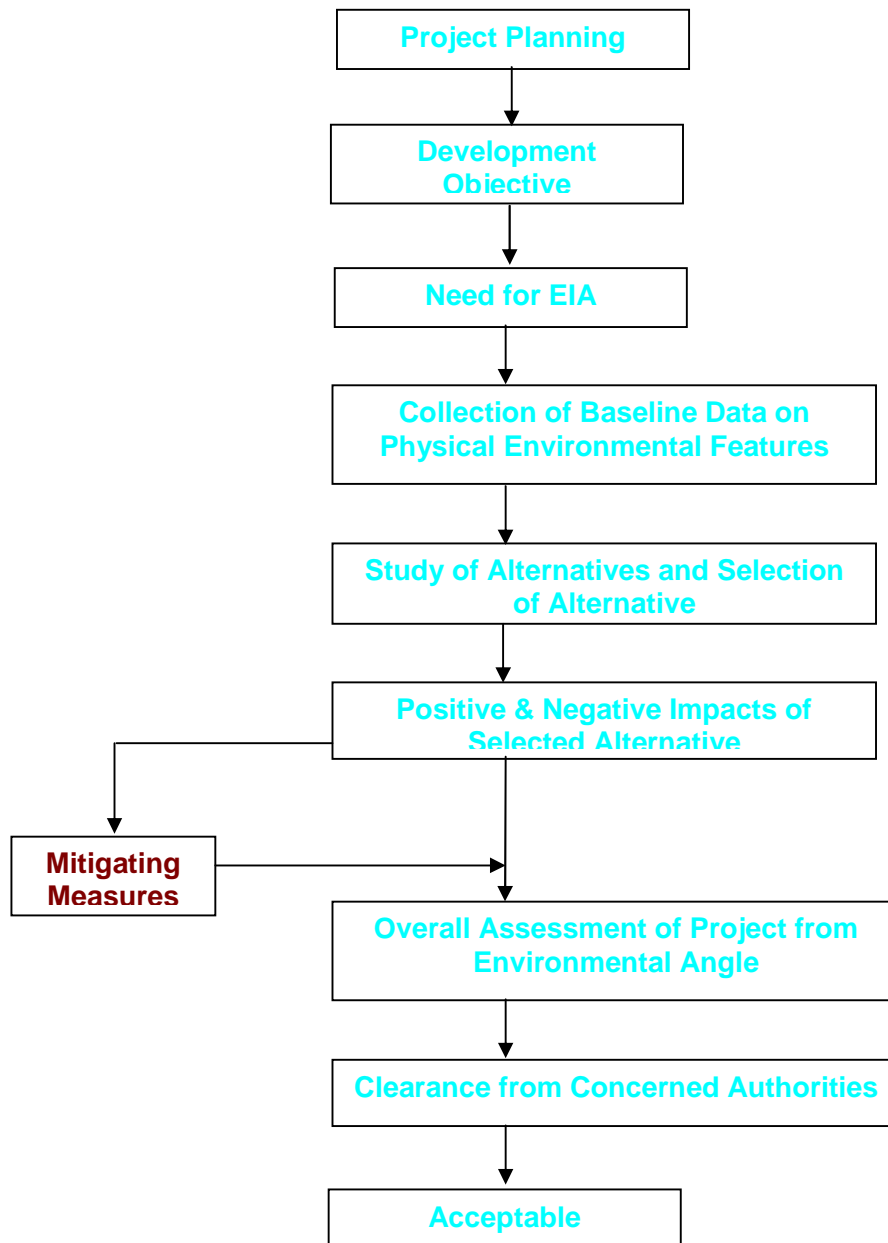 Project Planning
Development
Objective
Need for EIA
Collection of Baseline Data on
Physical Environmental Features
Study of Alternatives and Selection
of Alternative
Positive & Negative Impacts of
Selected Alternative
Mitigating
Measures
Overall Assessment of Project from
Environmental Angle
Clearance from Concerned Authorities
Acceptable